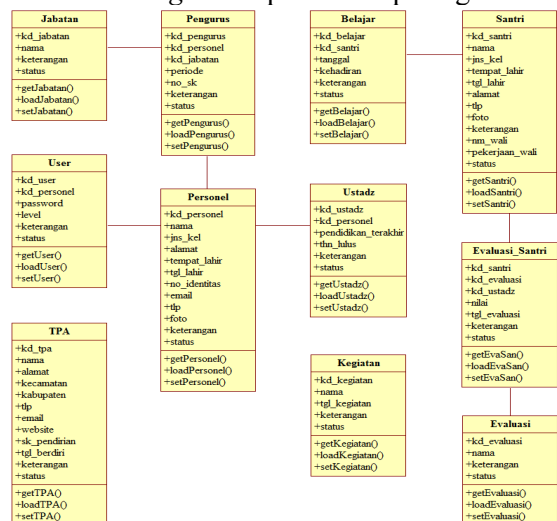 Jabatan
+kd_jabatan
+nama
+keterangan
+status
+getJabatan()
+loadJabatan()
+setJabatan()
Pengurus
+kd_pengurus
+kd_personel
+kd_jabatan
+periode
+no_sk
+keterangan
+status
+getPengurus()
+loadPengurus()
+setPengurus()
Belajar
+kd_belajar
+kd_santri
+tanggal
+kehadiran
+keterangan
+status
+getBelajar()
+loadBelajar()
+setBelajar()
Santri
+kd_santri
+nama
+jns_kel
+tempat_lahir
+tgl_lahir
+alamat
+tlp
+foto
+keterangan
+nm_wali
+pekerjaan_wali
+status
+getSantri()
+loadSantri()
+setSantri()
User
+kd_user
+kd_personel
+password
+level
+keterangan
+status
+getUser()
+loadUser()
+setUser()
Personel
+kd_personel
+nama
+jns_kel
+alamat
+tempat_lahir
+tgl_lahir
+no_identitas
+email
+tlp
+foto
+keterangan
+status
+getPersonel()
+loadPersonel()
+setPersonel()
Ustadz
+kd_ustadz
+kd_personel
+pendidikan_terakhir
+thn_lulus
+keterangan
+status
+getUstadz()
+loadUstadz()
+setUstadz()
Evaluasi_Santri
+kd_santri
+kd_evaluasi
+kd_ustadz
+nilai
+tgl_evaluasi
+keterangan
+status
+getEvaSan()
+loadEvaSan()
+setEvaSan()
TPA
+kd_tpa
+nama
+alamat
+kecamatan
+kabupaten
+tlp
+email
+website
+sk_pendirian
+tgl_berdiri
+keterangan
+status
+getTPA()
+loadTPA()
+setTPA()
Kegiatan
+kd_kegiatan
+nama
+tgl_kegiatan
+keterangan
+status
+getKegiatan()
+loadKegiatan()
+setKegiatan()
Evaluasi
+kd_evaluasi
+nama
+keterangan
+status
+getEvaluasi()
+loadEvaluasi()
+setEvaluasi()